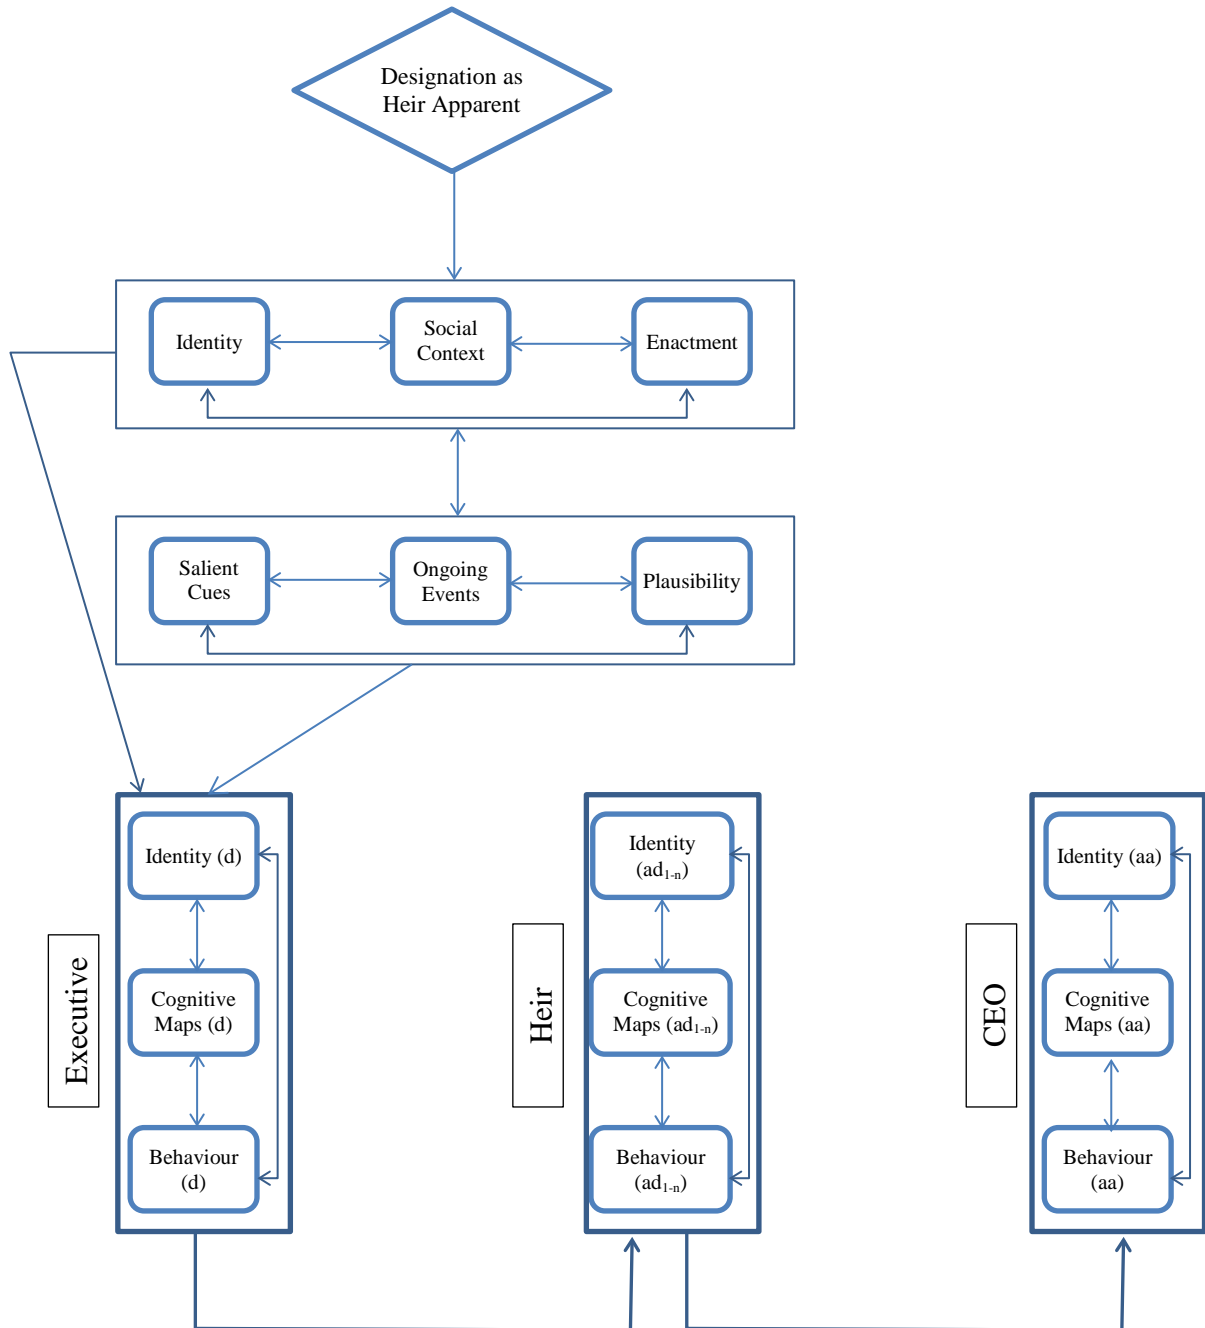 Designation as
Heir Apparent
Identity
Social
Context
Enactment
Salient
Cues
Ongoing
Events
Plausibility
Executive
Identity (d)
Cognitive
Maps (d)
Behaviour
(d)
Heir
Identity
(ad1-n)
Cognitive
Maps (ad1-n)
Behaviour
(ad1-n)
CEO
Identity (aa)
Cognitive
Maps (aa)
Behaviour
(aa)